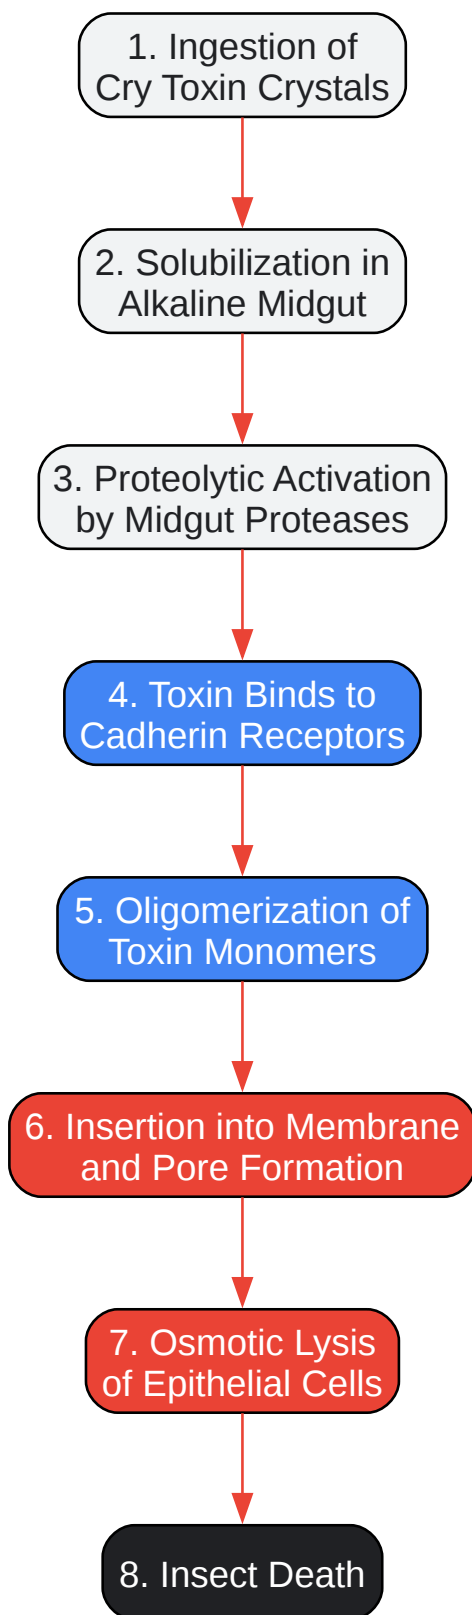 1. Ingestion of
Cry Toxin Crystals
2. Solubilization in
Alkaline Midgut
3. Proteolytic Activation
by Midgut Proteases
4. Toxin Binds to
Cadherin Receptors
5. Oligomerization of
Toxin Monomers
6. Insertion into Membrane
and Pore Formation
7. Osmotic Lysis
of Epithelial Cells
8. Insect Death